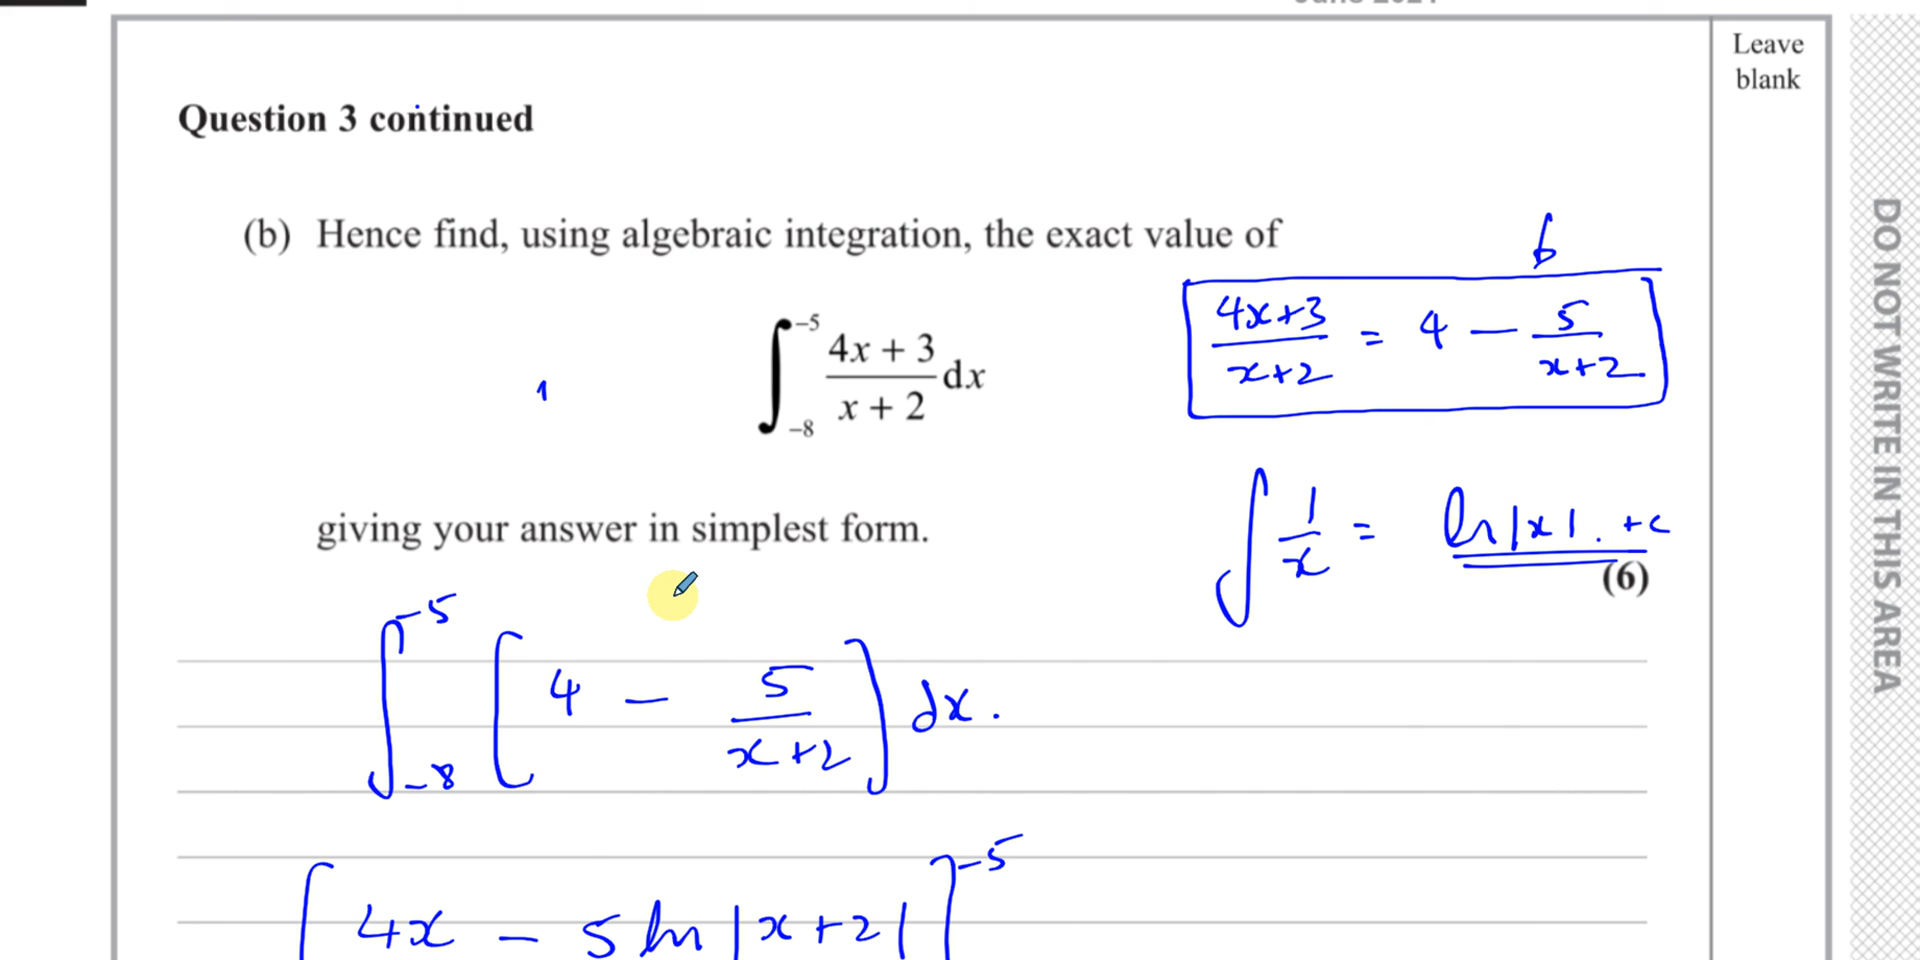 Leave
blank
Question 3 continued
(b) Hence find, using algebraic integration, the exact value of
∫_{-8}^{-5} (4x + 3)/(x + 2) dx
6
(4x+3)/(x+2) = 4 − 5/(x+2)
1
giving your answer in simplest form.
∫ 1/x = ln|x|. +c
(6)
∫_{-8}^{-5} [4 − 5/(x+2)] dx.
[4x − 5 ln|x+2|]^{-5}
DO NOT WRITE IN THIS AREA